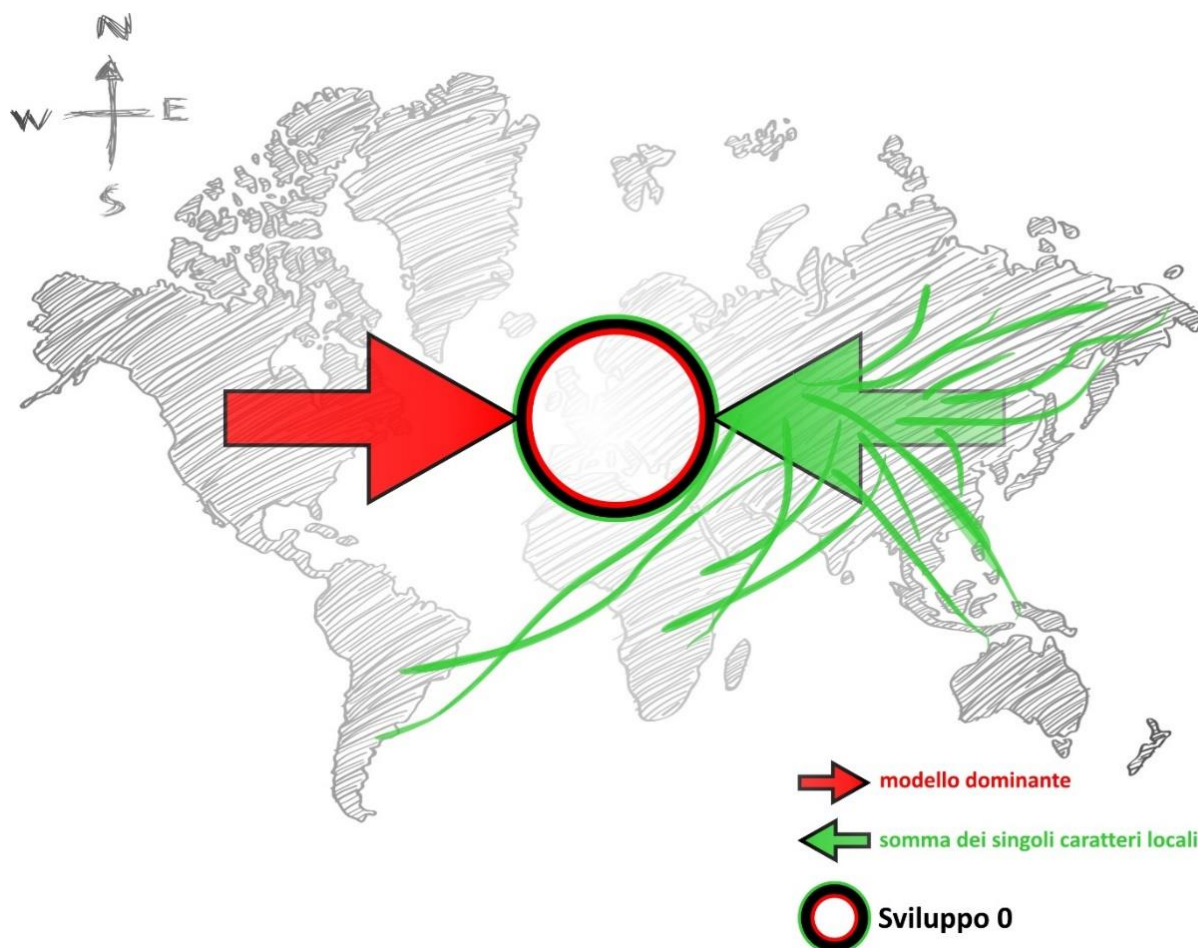 N
W E
S
modello dominante
somma dei singoli caratteri locali
Sviluppo 0